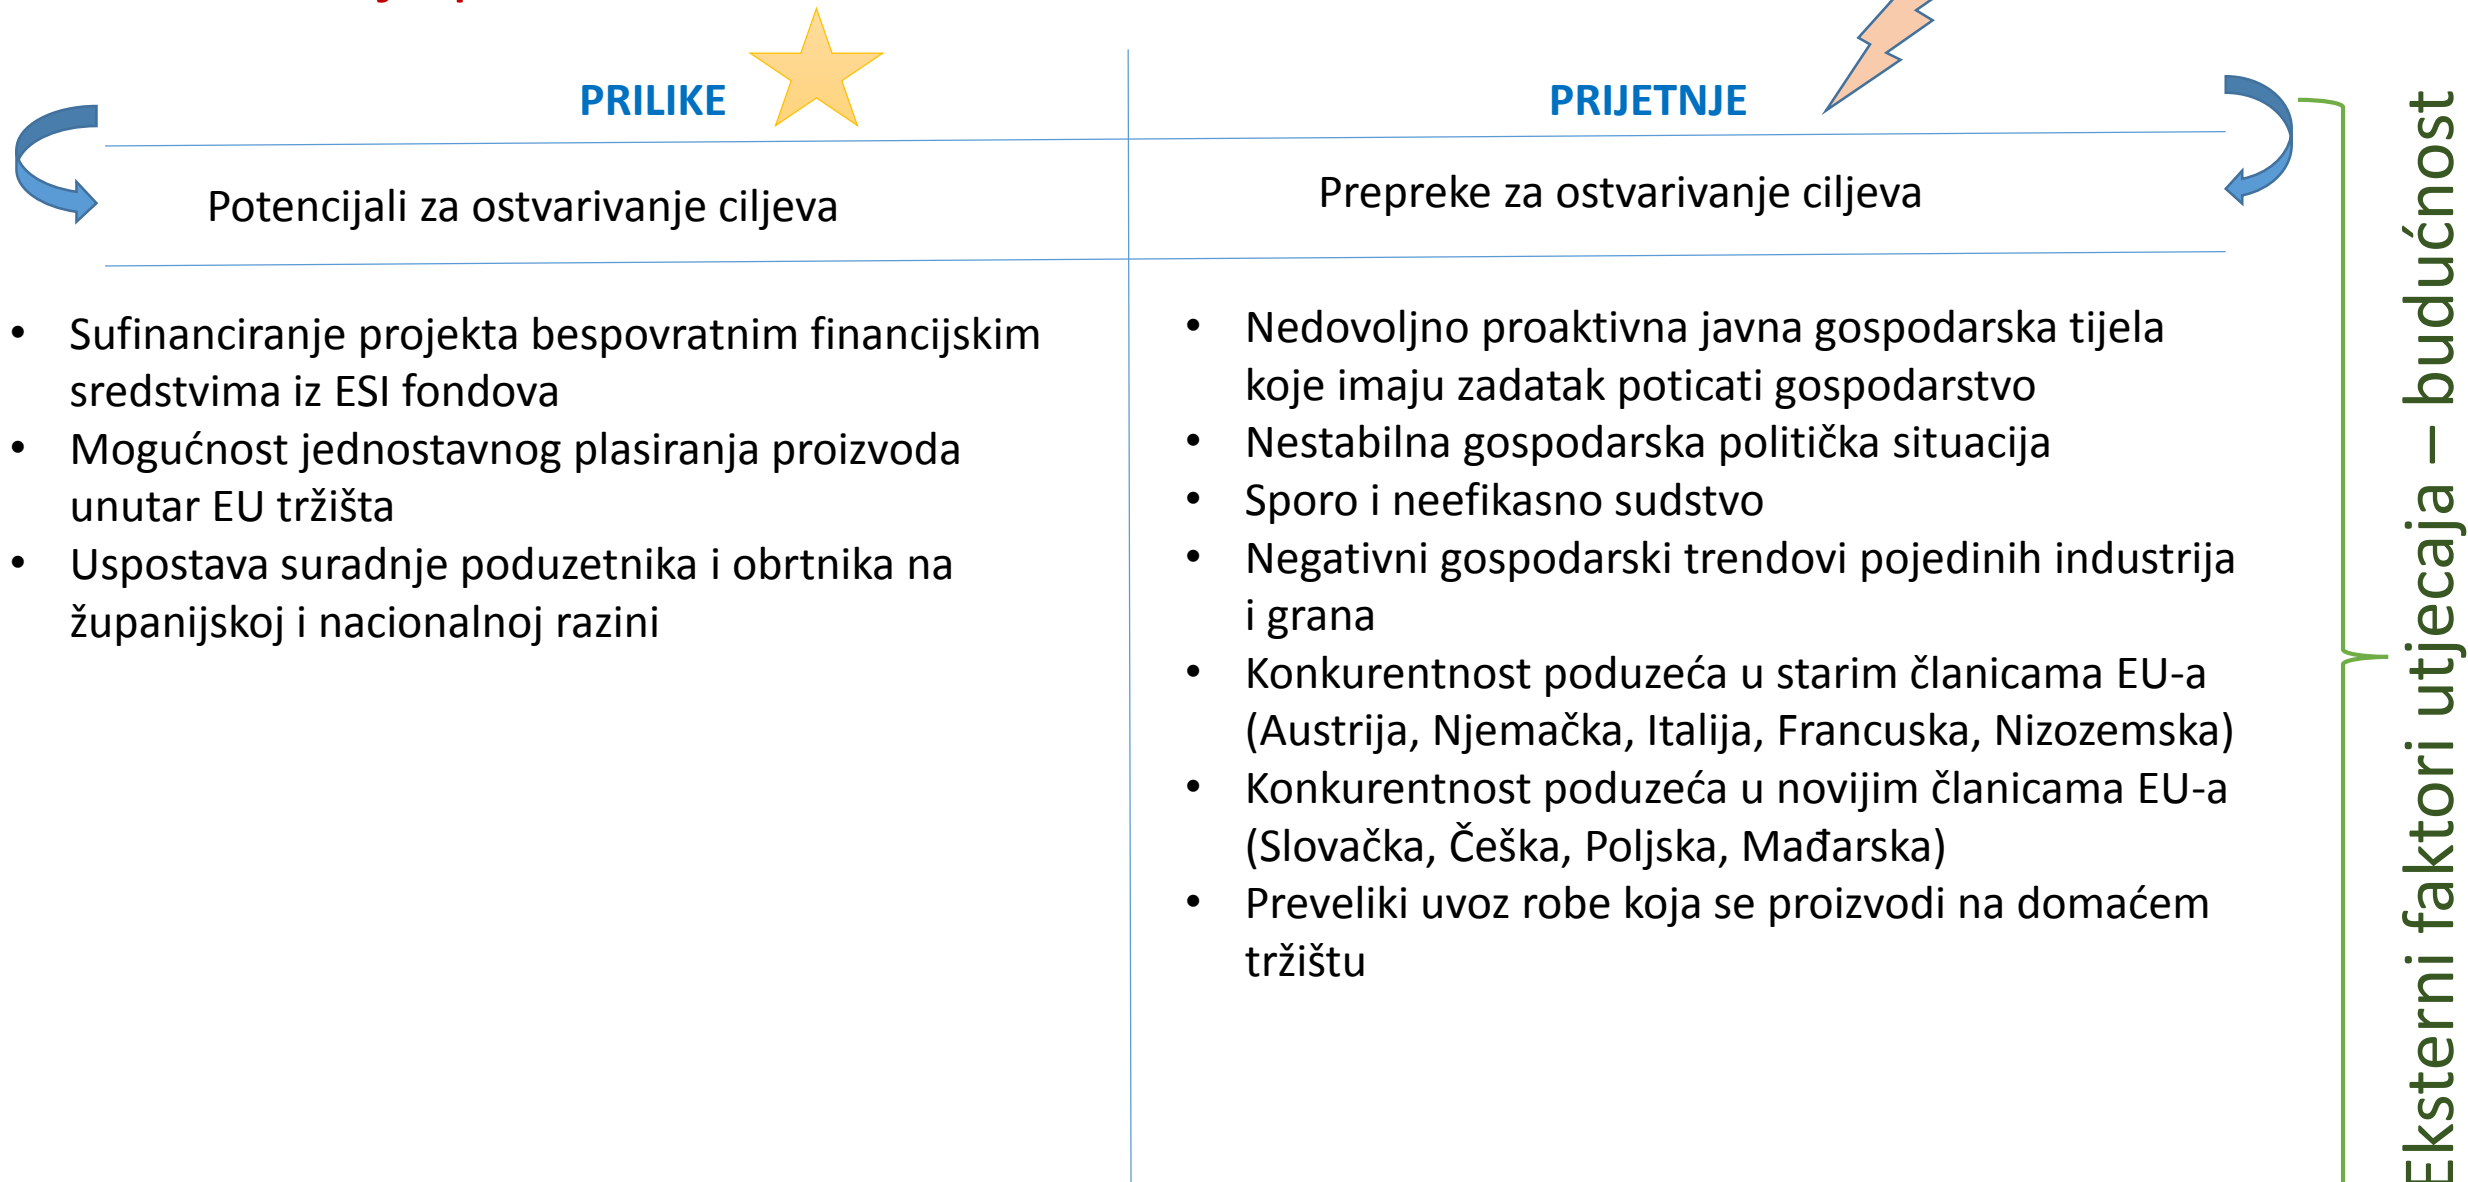 PRILIKE
Potencijali za ostvarivanje ciljeva
• Sufinanciranje projekta bespovratnim financijskim
sredstvima iz ESI fondova
• Mogućnost jednostavnog plasiranja proizvoda
unutar EU tržišta
• Uspostava suradnje poduzetnika i obrtnika na
županijskoj i nacionalnoj razini
PRIJETNJE
Prepreke za ostvarivanje ciljeva
• Nedovoljno proaktivna javna gospodarska tijela
koje imaju zadatak poticati gospodarstvo
• Nestabilna gospodarska politička situacija
• Sporo i neefikasno sudstvo
• Negativni gospodarski trendovi pojedinih industrija
i grana
• Konkurentnost poduzeća u starim članicama EU-a
(Austrija, Njemačka, Italija, Francuska, Nizozemska)
• Konkurentnost poduzeća u novijim članicama EU-a
(Slovačka, Češka, Poljska, Mađarska)
• Preveliki uvoz robe koja se proizvodi na domaćem
tržištu
Eksterni faktori utjecaja – budućnost